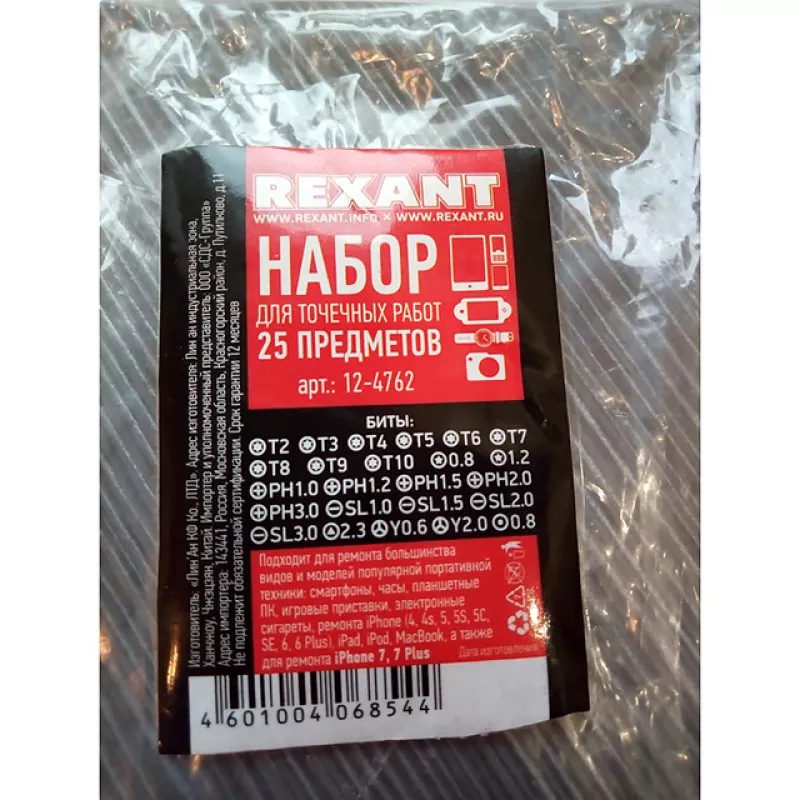 REXANT
WWW.REXANT.INFO × WWW.REXANT.RU
НАБОР
ДЛЯ ТОЧЕЧНЫХ РАБОТ
25 ПРЕДМЕТОВ
арт.: 12-4762
БИТЫ:
T2 T3 T4 T5 T6 T7
T8 T9 T10 0.8 1.2
PH1.0 PH1.2 PH1.5 PH2.0
PH3.0 SL1.0 SL1.5 SL2.0
SL3.0 2.3 Y0.6 Y2.0 0.8
Подходит для ремонта большинства
видов и моделей популярной портативной
техники: смартфоны, часы, планшетные
ПК, игровые приставки, электронные
сигареты, ремонта iPhone (4, 4s, 5, 5S, 5C,
SE, 6, 6 Plus), iPad, iPod, MacBook, а также
для ремонта iPhone 7, 7 Plus
Дата изготовления
4 601004 068544
Изготовитель: «Лин'Ан КФ Ко., ЛТД». Адрес изготовителя: Лин ан индустриальная зона,
Ханчжоу, Чжэцзян, Китай. Импортер и уполномоченный представитель: ООО «СДС-Группа»
Адрес импортера: 143441, Россия, Московская область, Красногорский район, д. Путилково, д. 11
Не подлежит обязательной сертификации. Срок гарантии 12 месяцев